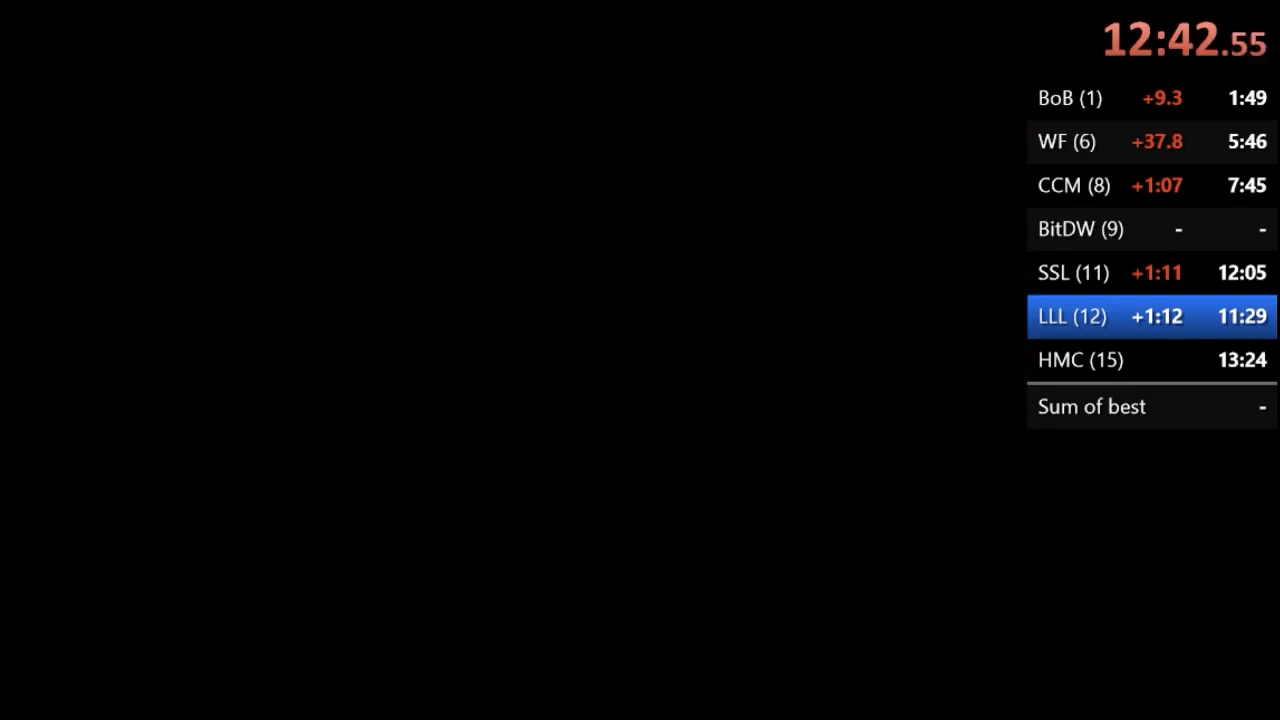 12:42.55
BoB (1) +9.3 1:49
WF (6) +37.8 5:46
CCM (8) +1:07 7:45
BitDW (9) - -
SSL (11) +1:11 12:05
LLL (12) +1:12 11:29
HMC (15) 13:24
Sum of best -